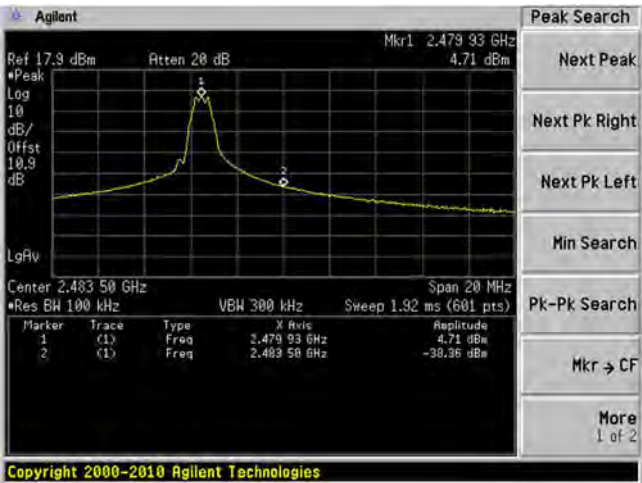 Agilent
Peak Search
Mkr1 2.479 93 GHz
Ref 17.9 dBm Atten 20 dB 4.71 dBm
#Peak
Log
10
dB/
Offst
10.9
dB
LgAv
1
2
Center 2.483 50 GHz Span 20 MHz
#Res BW 100 kHz VBW 300 kHz Sweep 1.92 ms (601 pts)
Marker Trace Type X Axis Amplitude
1 (1) Freq 2.479 93 GHz 4.71 dBm
2 (1) Freq 2.483 50 GHz -38.36 dBm
Next Peak
Next Pk Right
Next Pk Left
Min Search
Pk-Pk Search
Mkr → CF
More
1 of 2
Copyright 2000-2010 Agilent Technologies